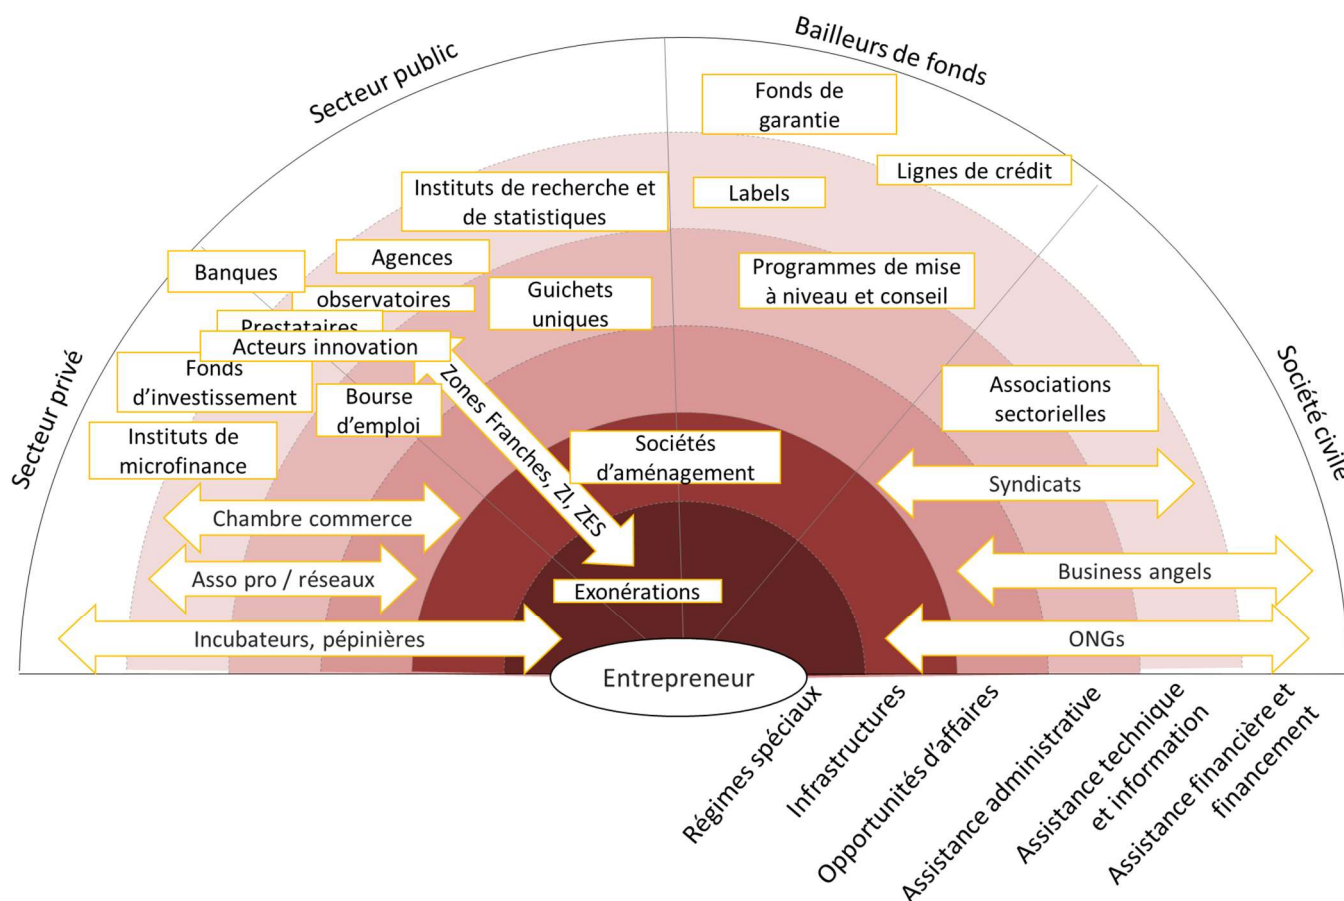 Bailleurs de fonds
Secteur public
Fonds de
garantie
Lignes de crédit
Instituts de recherche et
de statistiques
Labels
Agences
Banques
Programmes de mise
à niveau et conseil
observatoires
Guichets
uniques
Prestataires
Acteurs innovation
Secteur privé
Fonds
d'investissement
Bourse
d'emploi
Zones Franches, ZI, ZES
Associations
sectorielles
Société civile
Instituts de
microfinance
Sociétés
d'aménagement
Syndicats
Chambre commerce
Asso pro / réseaux
Business angels
Exonérations
Incubateurs, pépinières
ONGs
Entrepreneur
Régimes spéciaux
Infrastructures
Opportunités d'affaires
Assistance administrative
Assistance technique
et information
Assistance financière et
financement